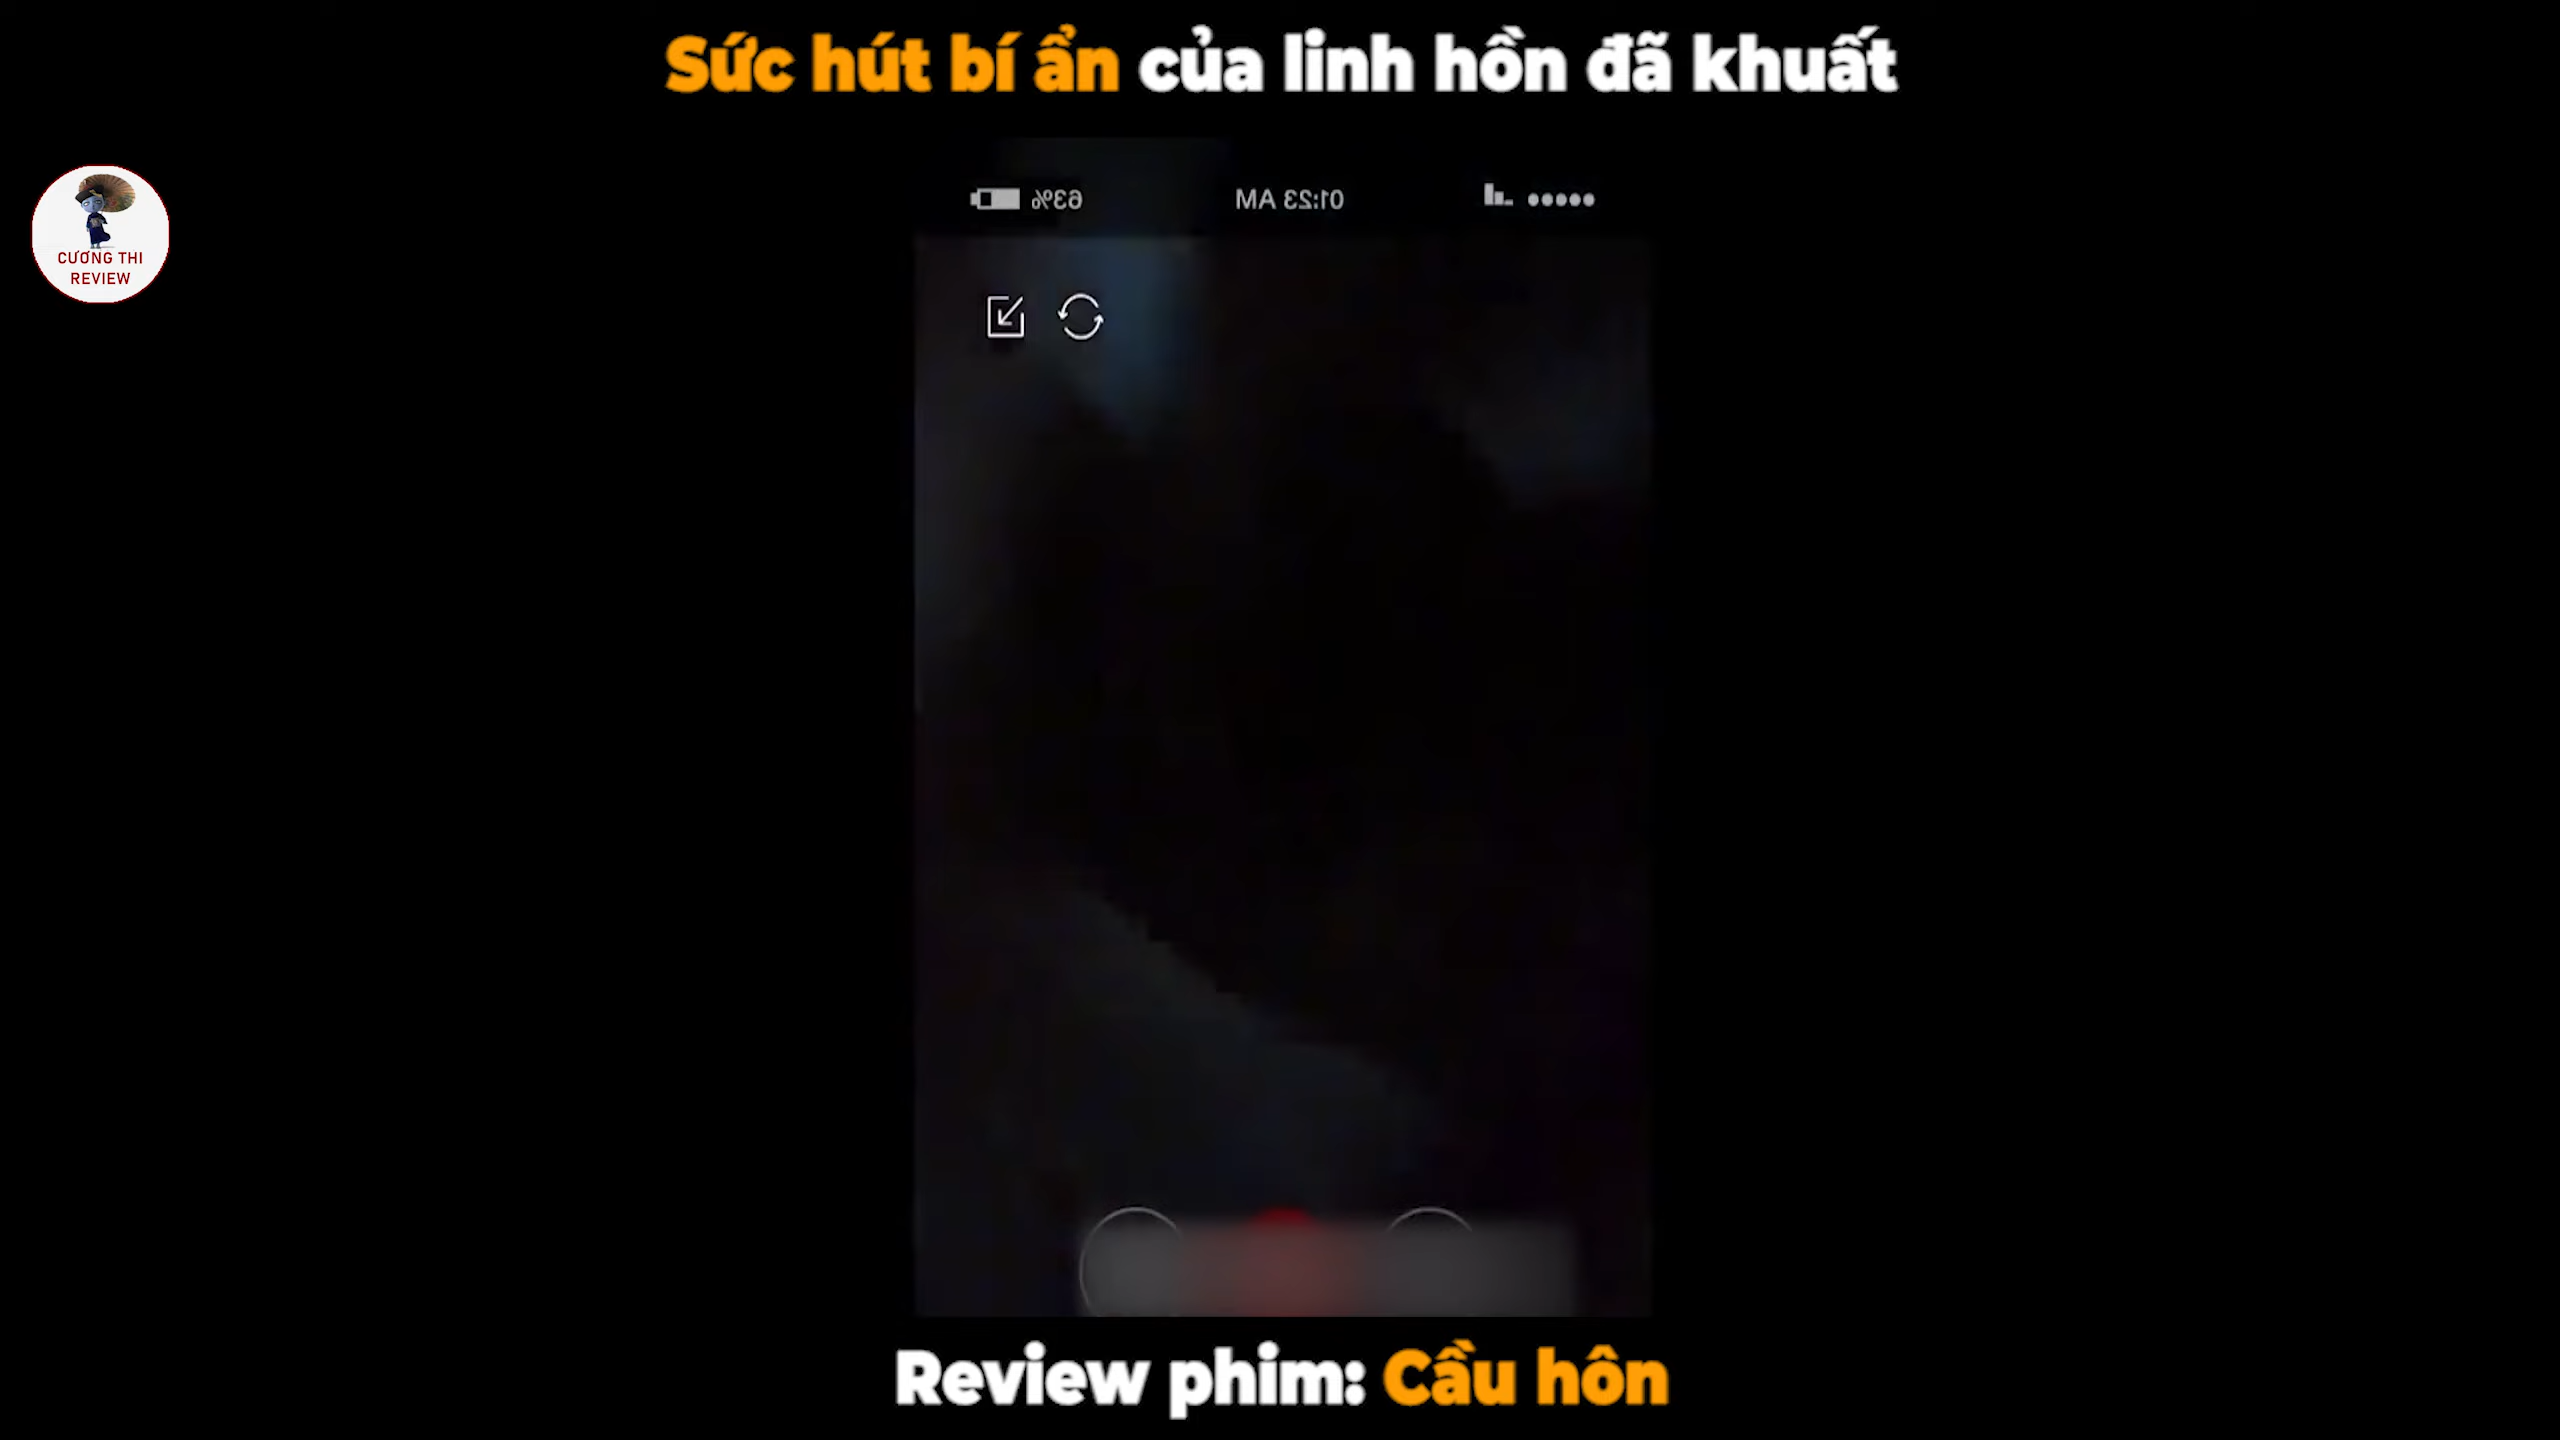 Sức hút bí ẩn của linh hồn đã khuất
63% 01:23 AM
CƯƠNG THI
REVIEW
Review phim: Cầu hôn